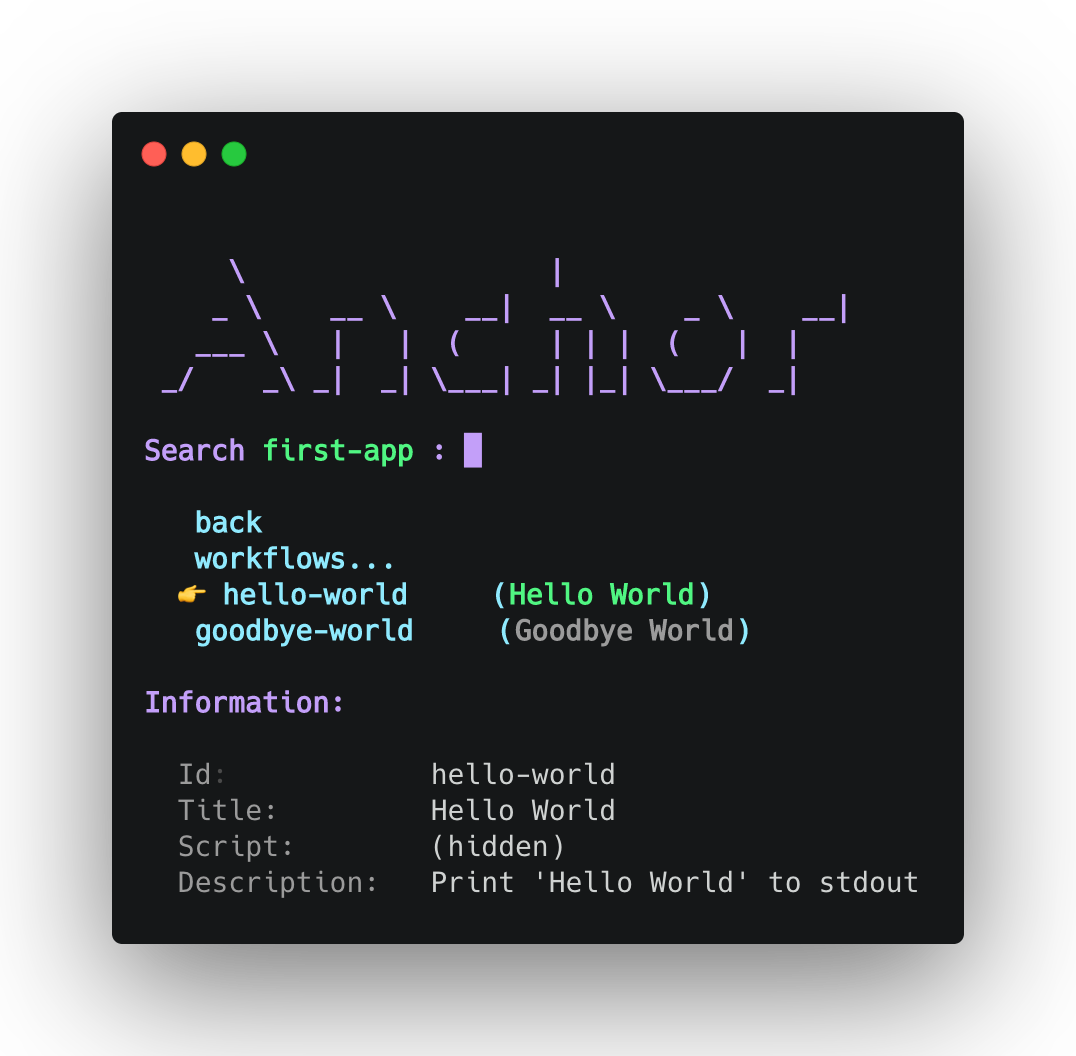 Anchor
Search first-app :
back
workflows...
👉 hello-world (Hello World)
goodbye-world (Goodbye World)
Information:
Id: hello-world
Title: Hello World
Script: (hidden)
Description: Print 'Hello World' to stdout